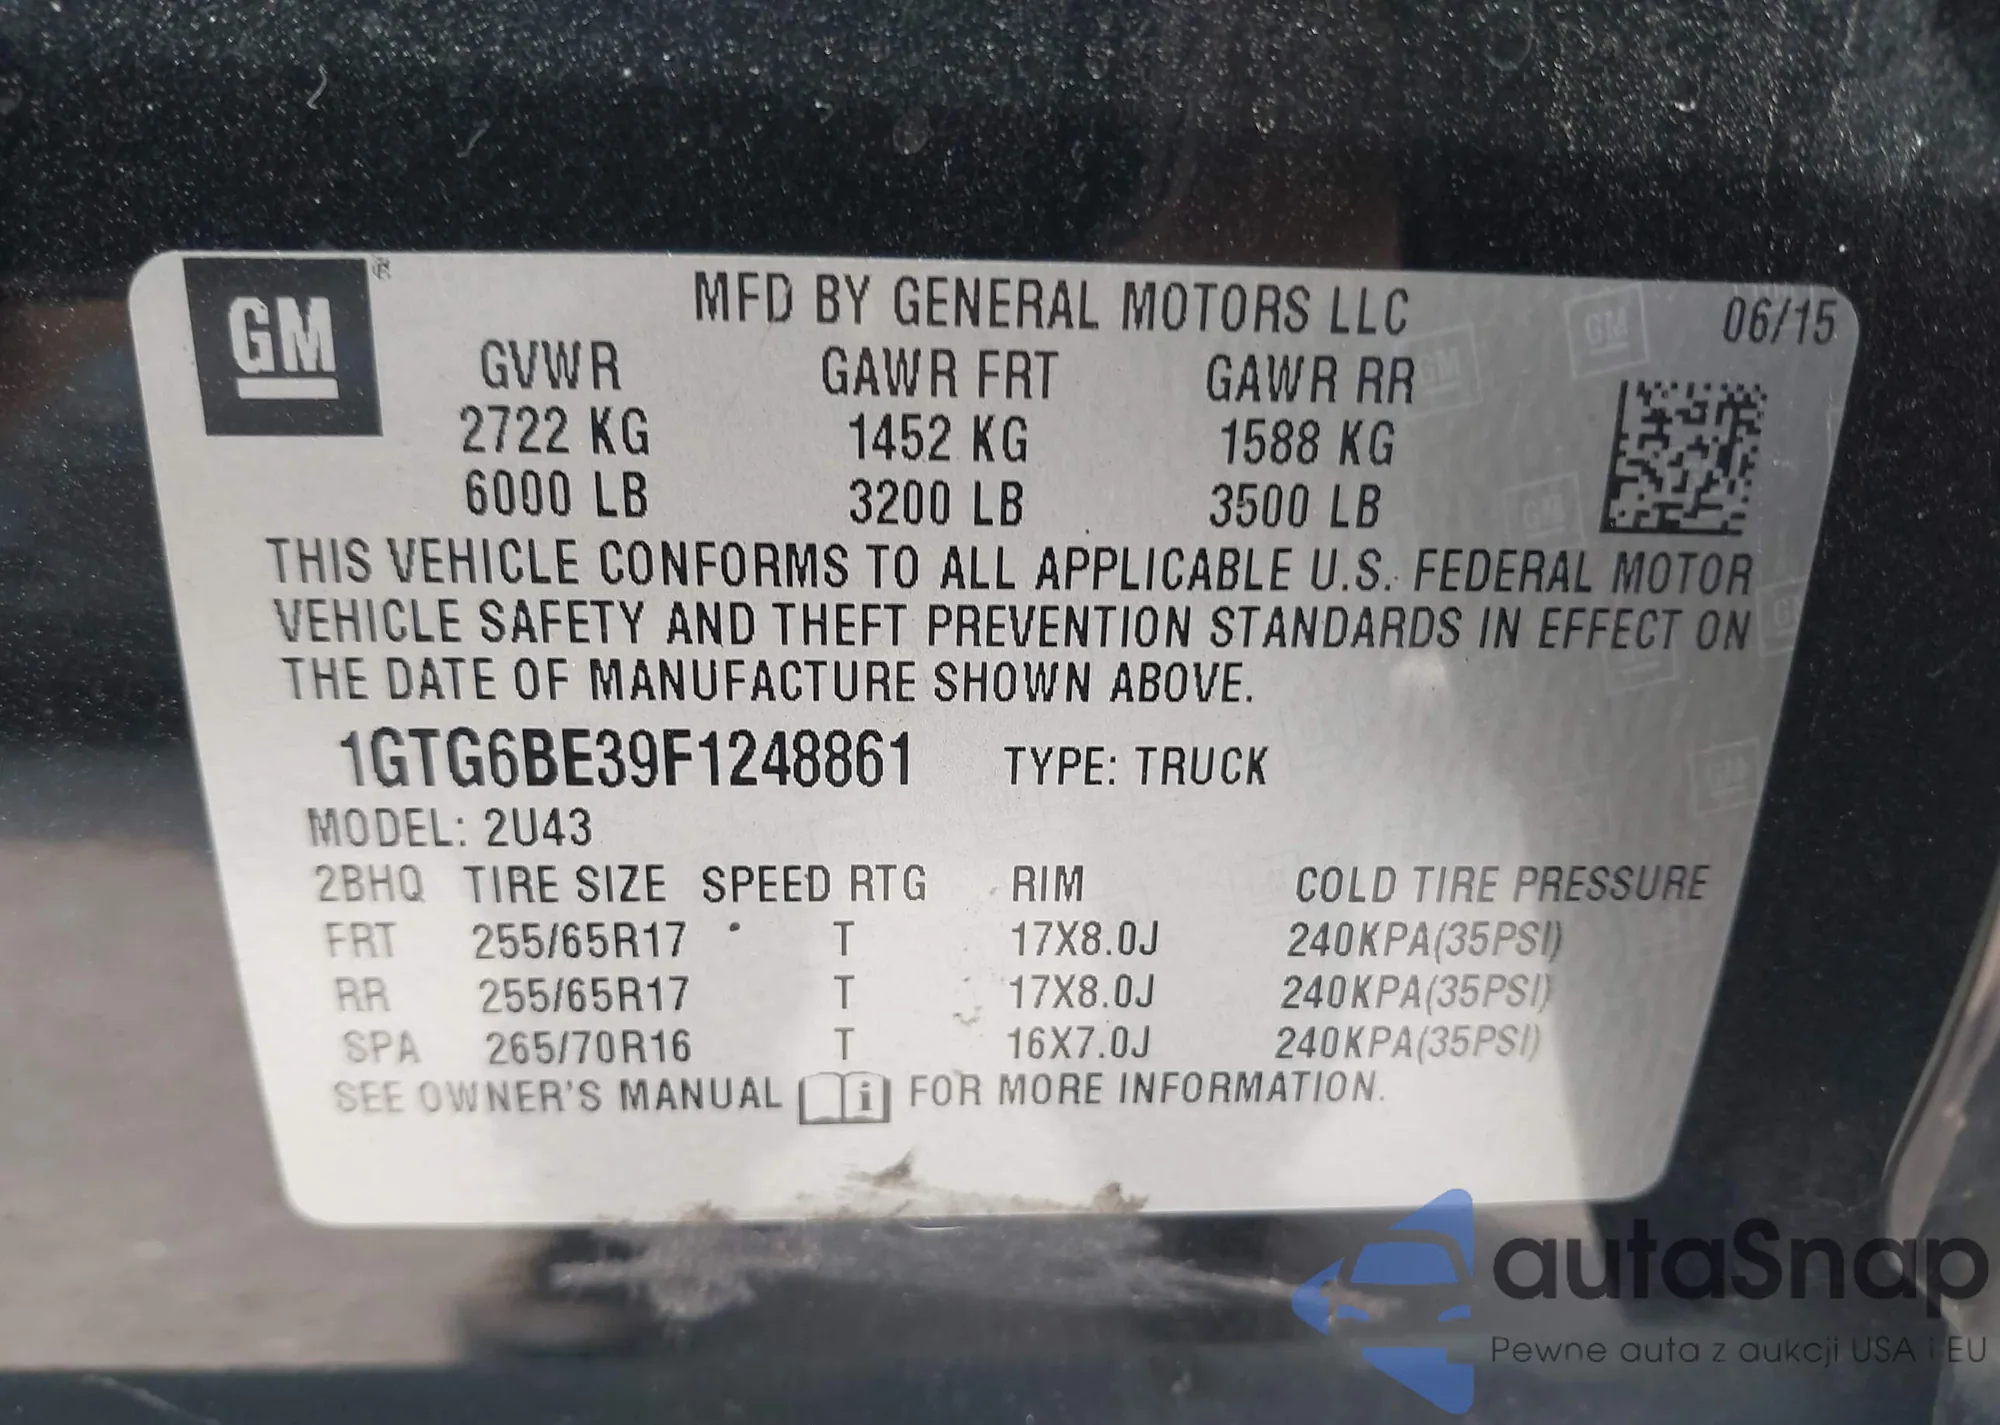 GM ®
MFD BY GENERAL MOTORS LLC 06/15
GVWR GAWR FRT GAWR RR
2722 KG 1452 KG 1588 KG
6000 LB 3200 LB 3500 LB
THIS VEHICLE CONFORMS TO ALL APPLICABLE U.S. FEDERAL MOTOR
VEHICLE SAFETY AND THEFT PREVENTION STANDARDS IN EFFECT ON
THE DATE OF MANUFACTURE SHOWN ABOVE.
1GTG6BE39F1248861 TYPE: TRUCK
MODEL: 2U43
2BHQ TIRE SIZE SPEED RTG RIM COLD TIRE PRESSURE
FRT 255/65R17 T 17X8.0J 240KPA(35PSI)
RR 255/65R17 T 17X8.0J 240KPA(35PSI)
SPA 265/70R16 T 16X7.0J 240KPA(35PSI)
SEE OWNER'S MANUAL i FOR MORE INFORMATION.
autaSnap
Pewne auta z aukcji USA i EU